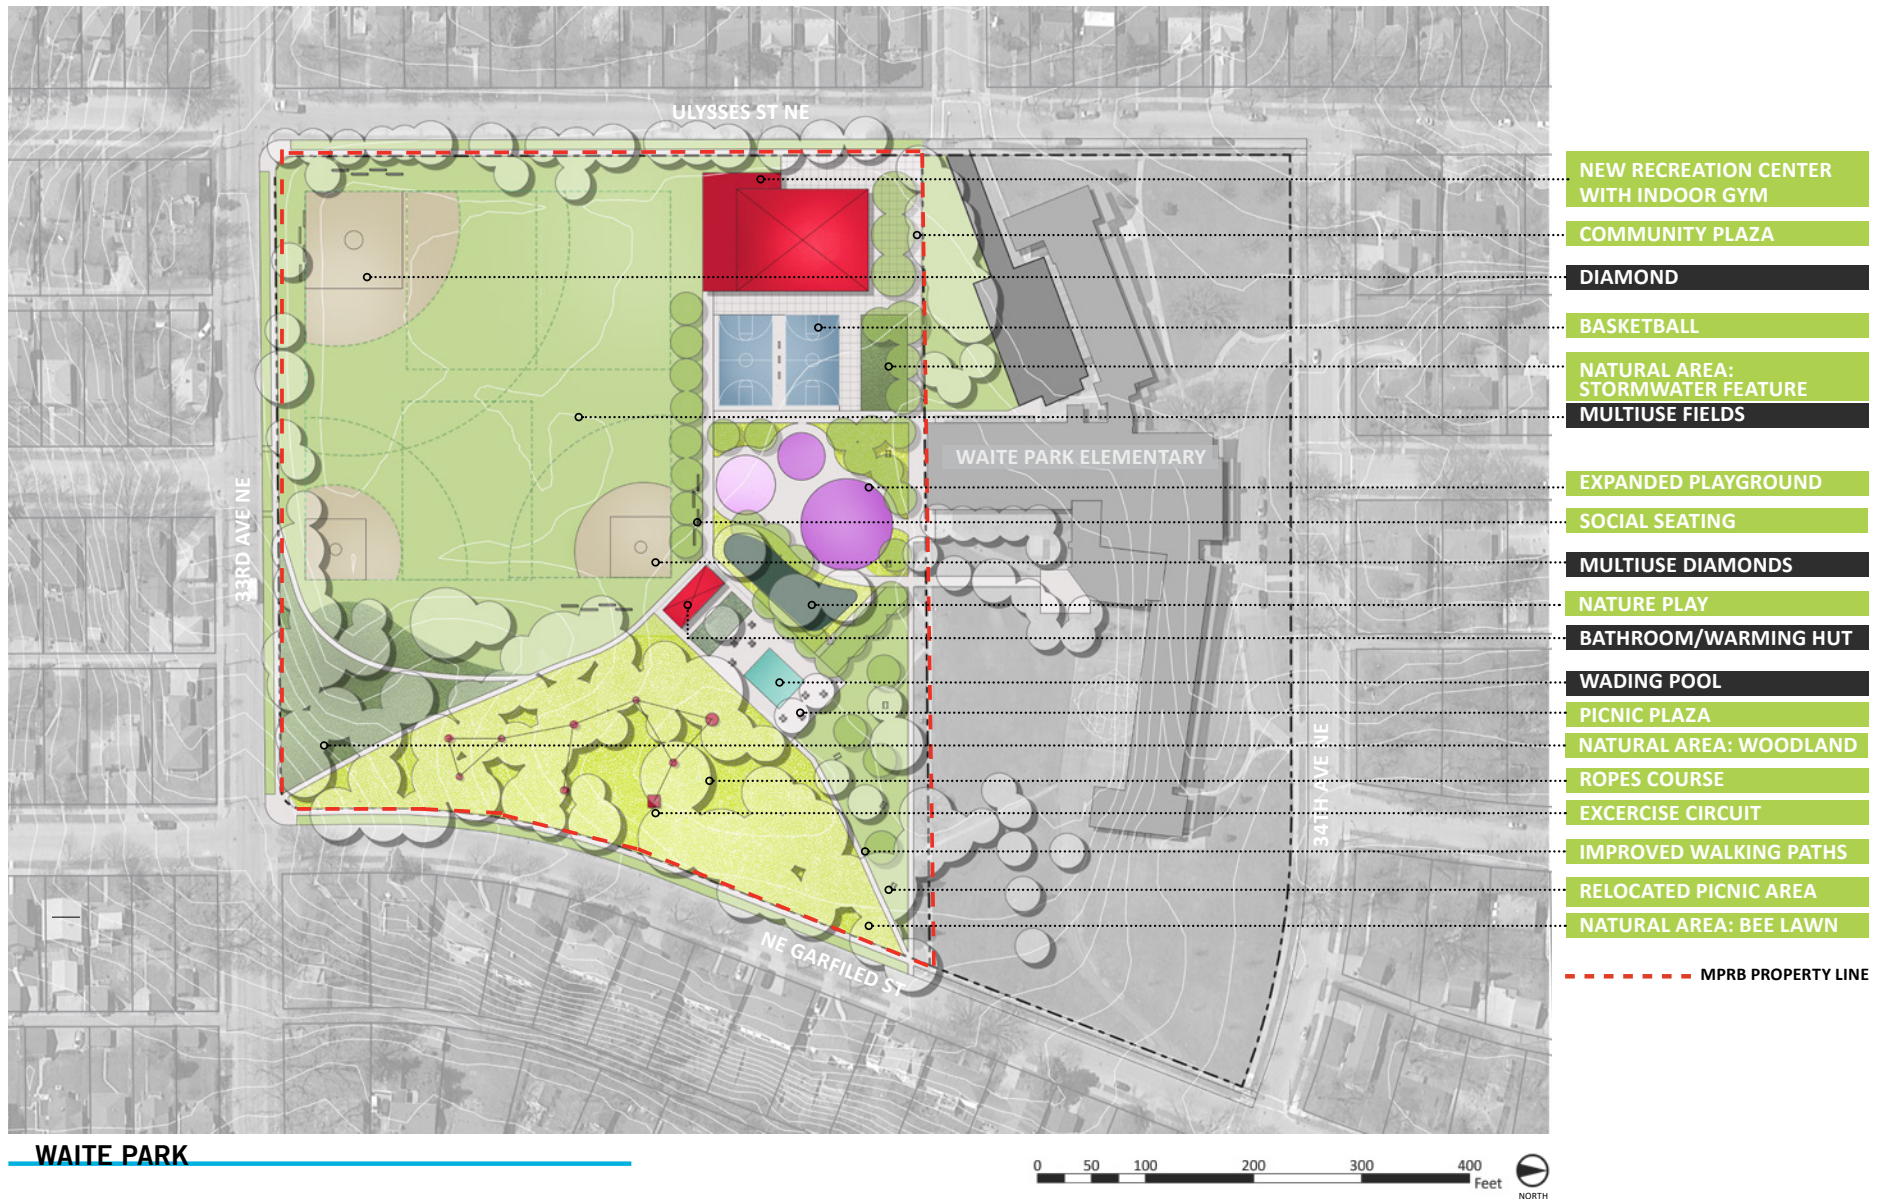 ULYSSES ST NE
33RD AVE NE
WAITE PARK ELEMENTARY
34TH AVE NE
NE GARFILED ST
NEW RECREATION CENTER
WITH INDOOR GYM
COMMUNITY PLAZA
DIAMOND
BASKETBALL
NATURAL AREA:
STORMWATER FEATURE
MULTIUSE FIELDS
EXPANDED PLAYGROUND
SOCIAL SEATING
MULTIUSE DIAMONDS
NATURE PLAY
BATHROOM/WARMING HUT
WADING POOL
PICNIC PLAZA
NATURAL AREA: WOODLAND
ROPES COURSE
EXCERCISE CIRCUIT
IMPROVED WALKING PATHS
RELOCATED PICNIC AREA
NATURAL AREA: BEE LAWN
MPRB PROPERTY LINE
WAITE PARK
0 50 100 200 300 400
Feet
NORTH